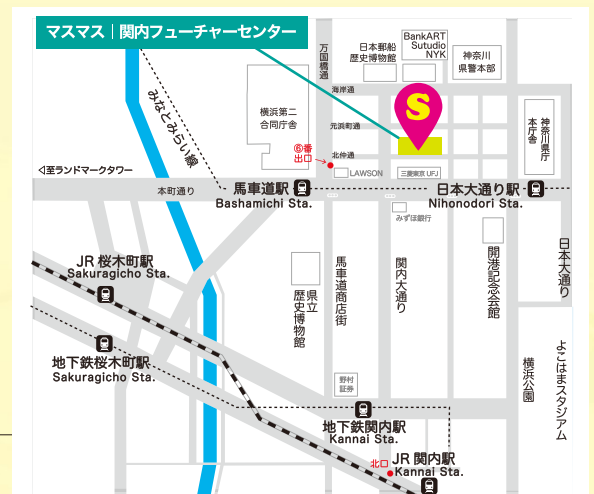 マスマス｜関内フューチャーセンター
万国橋通
日本郵船
歴史博物館
BankART
Sutudio
NYK
神奈川
県警本部
海岸通
S
みなとみらい線
横浜第二
合同庁舎
元浜町通
神奈川県庁
本庁舎
⑥番
出口
北仲通
◁至ランドマークタワー
LAWSON
三菱東京 UFJ
本町通り
馬車道駅
Bashamichi Sta.
日本大通り駅
Nihonodori Sta.
みずほ銀行
JR 桜木町駅
Sakuragicho Sta.
県立
歴史博物館
馬車道商店街
関内大通り
開港記念会館
日本大通り
地下鉄桜木町駅
Sakuragicho Sta.
野村
証券
横浜公園
よこはまスタジアム
地下鉄関内駅
Kannai Sta.
北口
JR 関内駅
Kannai Sta.